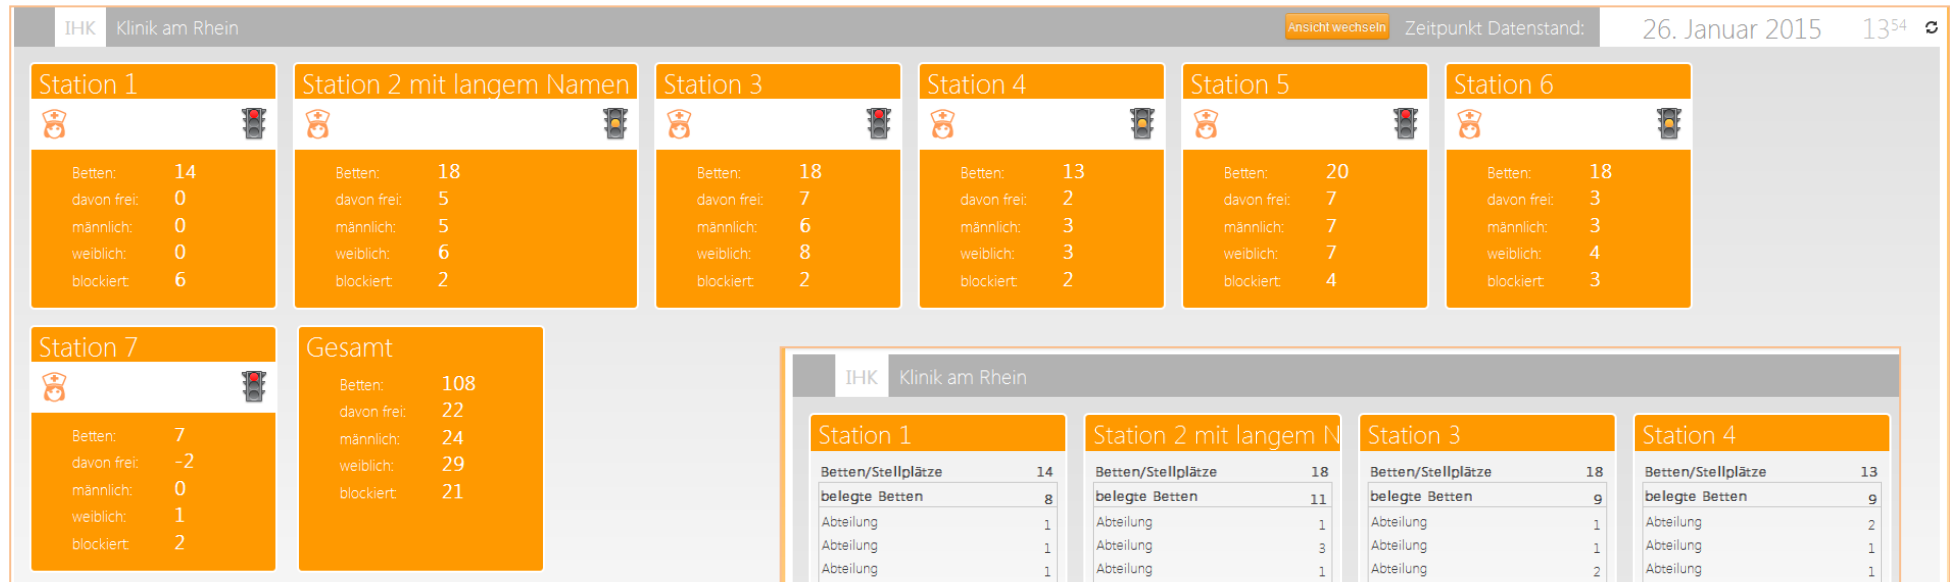 IHK Klinik am Rhein Ansicht wechseln Zeitpunkt Datenstand: 26. Januar 2015 13 54
Station 1
Betten: 14
davon frei: 0
männlich: 0
weiblich: 0
blockiert: 6
Station 2 mit langem Namen
Betten: 18
davon frei: 5
männlich: 5
weiblich: 6
blockiert: 2
Station 3
Betten: 18
davon frei: 7
männlich: 6
weiblich: 8
blockiert: 2
Station 4
Betten: 13
davon frei: 2
männlich: 3
weiblich: 3
blockiert: 2
Station 5
Betten: 20
davon frei: 7
männlich: 7
weiblich: 7
blockiert: 4
Station 6
Betten: 18
davon frei: 3
männlich: 3
weiblich: 4
blockiert: 3
Station 7
Betten: 7
davon frei: -2
männlich: 0
weiblich: 1
blockiert: 2
Gesamt
Betten: 108
davon frei: 22
männlich: 24
weiblich: 29
blockiert: 21
IHK Klinik am Rhein
Station 1
Betten/Stellplätze 14
belegte Betten 8
Abteilung 1
Abteilung 1
Abteilung 1
Station 2 mit langem N
Betten/Stellplätze 18
belegte Betten 11
Abteilung 1
Abteilung 3
Abteilung 1
Station 3
Betten/Stellplätze 18
belegte Betten 9
Abteilung 1
Abteilung 1
Abteilung 2
Station 4
Betten/Stellplätze 13
belegte Betten 9
Abteilung 2
Abteilung 1
Abteilung 1